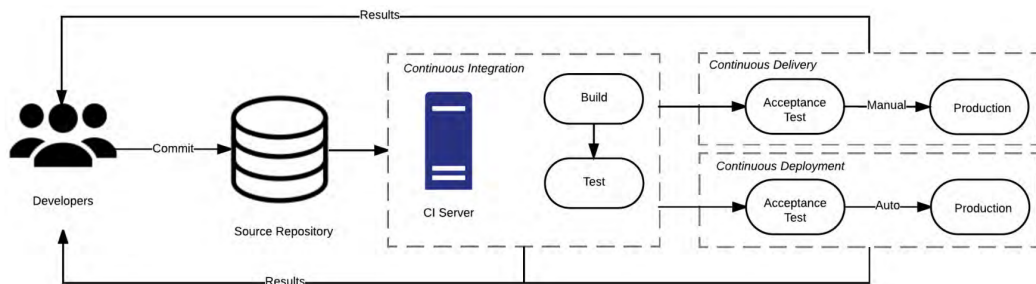 Results
Continuous Integration
Continuous Delivery
Build
Acceptance
Test
Manual
Production
Commit
Test
Continuous Deployment
Developers
Source Repository
CI Server
Acceptance
Test
Auto
Production
Results